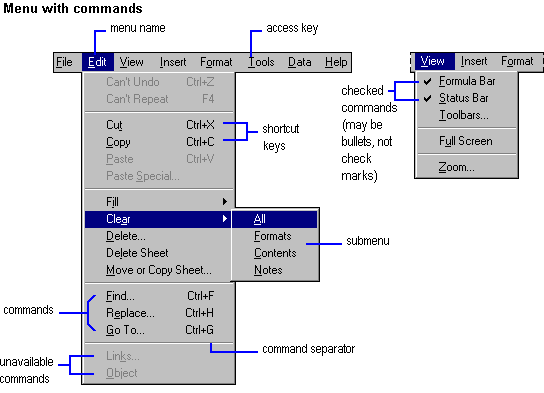 Menu with commands
menu name
access key
File Edit View Insert Format Tools Data Help
Can't Undo Ctrl+Z
Can't Repeat F4
Cut Ctrl+X
Copy Ctrl+C
Paste Ctrl+V
Paste Special...
shortcut
keys
Fill
Clear
Delete...
Delete Sheet
Move or Copy Sheet...
All
Formats
Contents
Notes
submenu
Find... Ctrl+F
Replace... Ctrl+H
Go To... Ctrl+G
commands
command separator
Links...
Object
unavailable
commands
View Insert Format
Formula Bar
Status Bar
Toolbars...
Full Screen
Zoom...
checked
commands
(may be
bullets, not
check
marks)